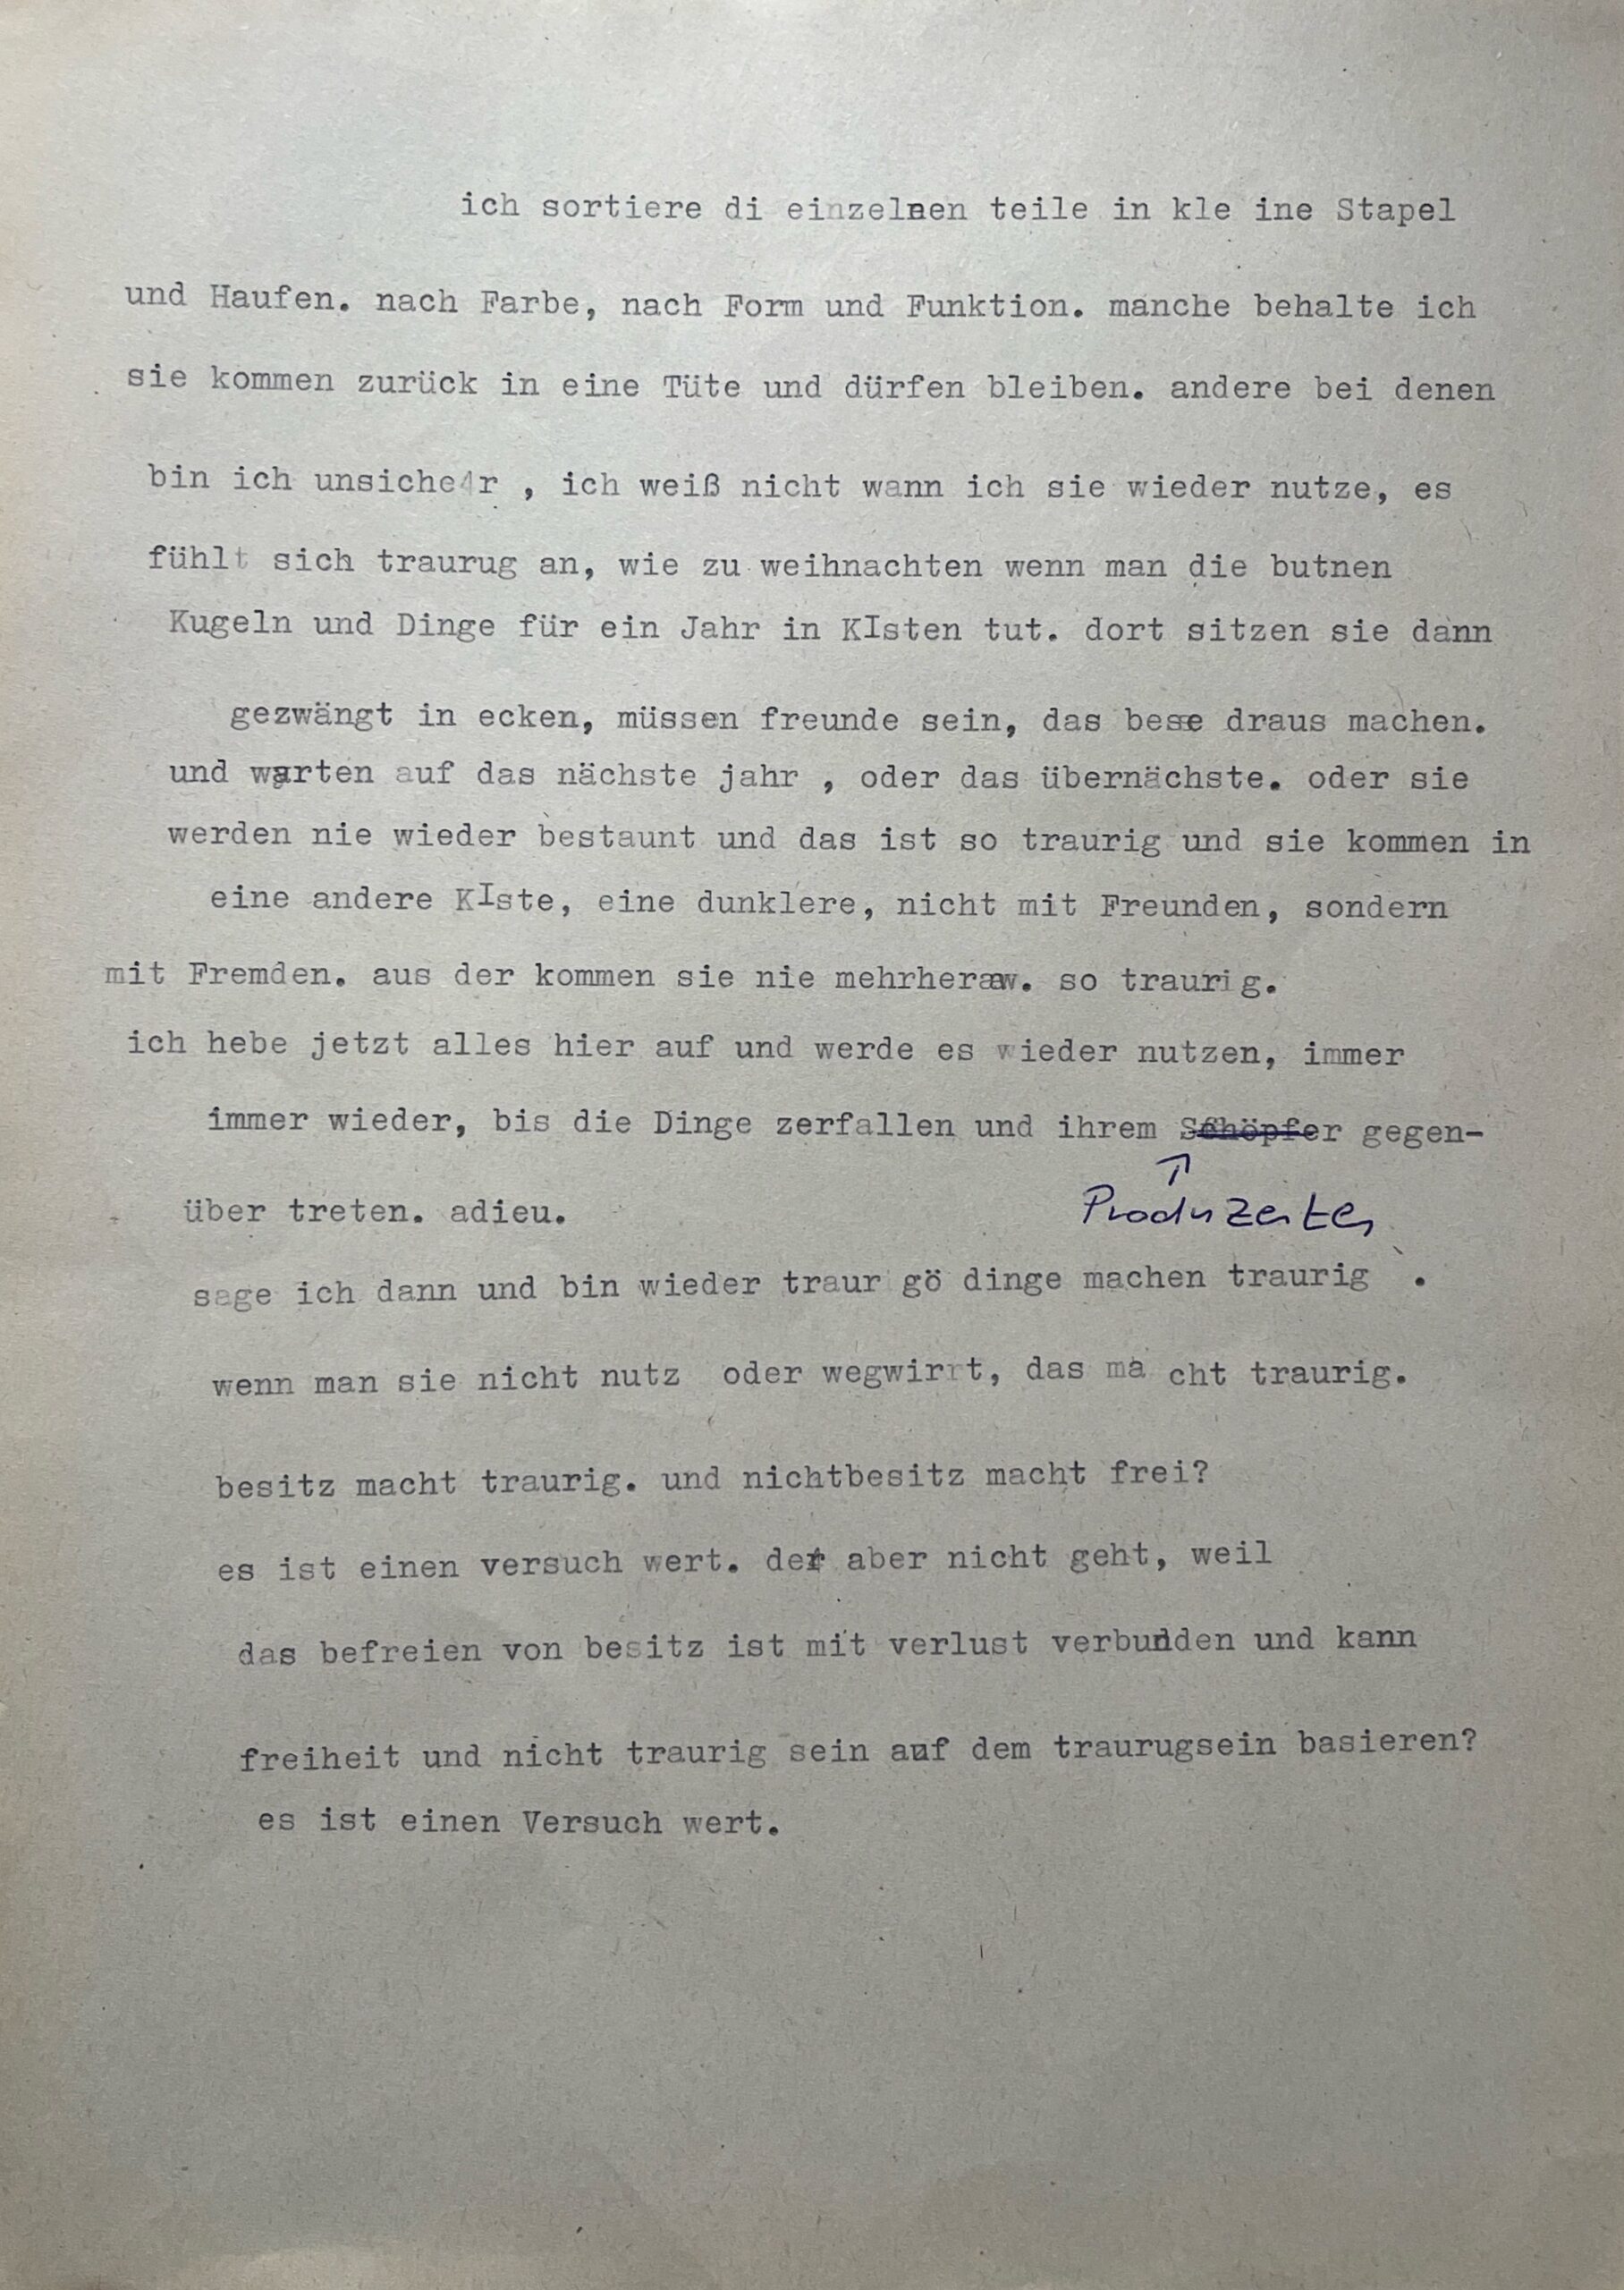 ich sortiere di einzelnen teile in kle ine Stapel
und Haufen. nach Farbe, nach Form und Funktion. manche behalte ich
sie kommen zurück in eine Tüte und dürfen bleiben. andere bei denen
bin ich unsiche4r , ich weiß nicht wann ich sie wieder nutze, es
fühlt sich traurug an, wie zu weihnachten wenn man die butnen
Kugeln und Dinge für ein Jahr in KIsten tut. dort sitzen sie dann
gezwängt in ecken, müssen freunde sein, das bese draus machen.
und warten auf das nächste jahr , oder das übernächste. oder sie
werden nie wieder bestaunt und das ist so traurig und sie kommen in
eine andere KIste, eine dunklere, nicht mit Freunden, sondern
mit Fremden. aus der kommen sie nie so traurig.
ich hebe jetzt alles hier auf und werde es wieder nutzen, immer
immer wieder, bis die Dinge zerfallen und ihrem Schöpfer gegen-
Produzenten
über treten. adieu.
sage ich dann und bin wieder traur gö dinge machen traurig .
wenn man sie nicht nutz oder wegwirrt, das ma cht traurig.
besitz macht traurig. und nichtbesitz macht frei?
es ist einen versuch wert. der aber nicht geht, weil
das befreien von besitz ist mit verlust verbunden und kann
freiheit und nicht traurig sein auf dem traurugsein basieren?
es ist einen Versuch wert.